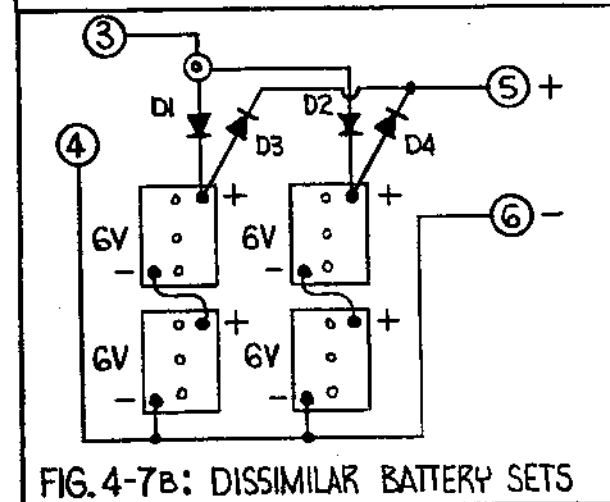 3
D1
D3
D2
D4
5 +
4
6 -
+
6V
-
+
6V
-
+
6V
-
+
6V
-
FIG. 4-7B: DISSIMILAR BATTERY SETS